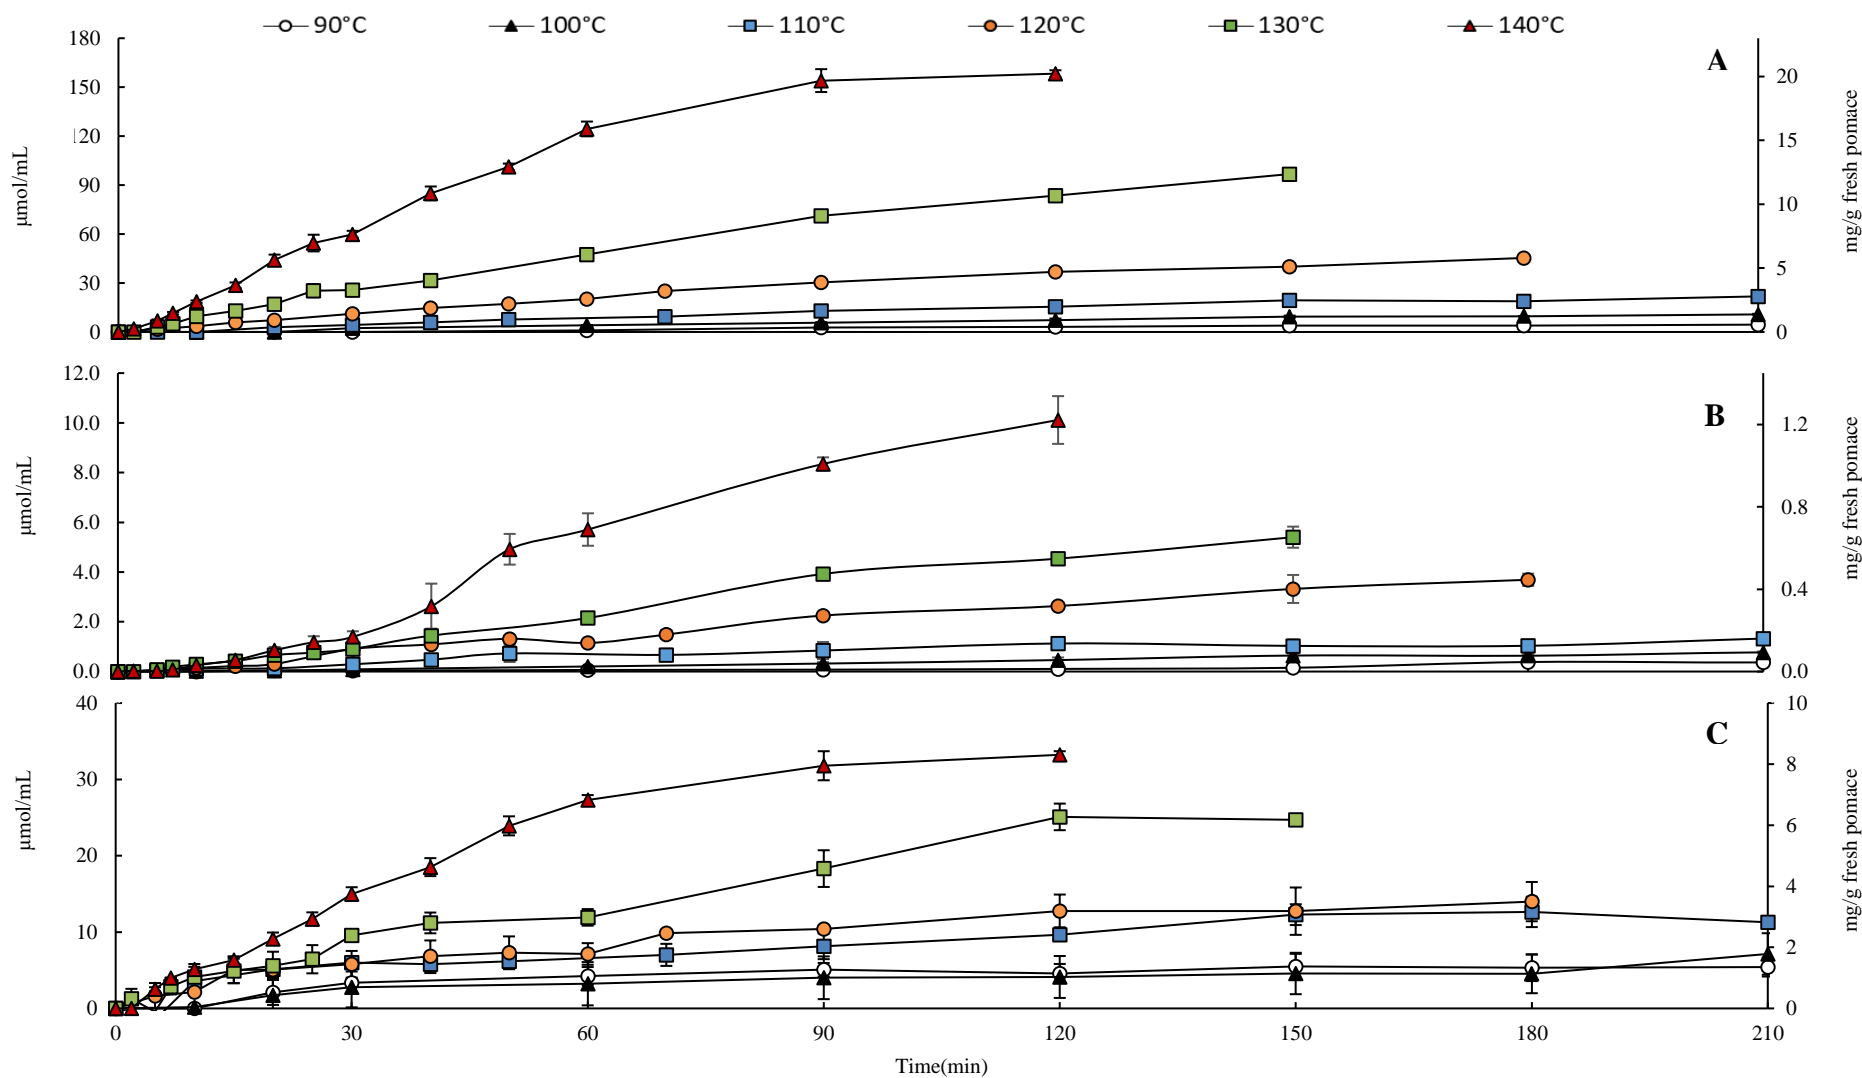 90°C 100°C 110°C 120°C 130°C 140°C
A
180
150
120
90
60
30
0
µmol/mL
20
15
10
5
0
mg/g fresh pomace
B
12.0
10.0
8.0
6.0
4.0
2.0
0.0
µmol/mL
1.2
0.8
0.4
0.0
mg/g fresh pomace
C
40
30
20
10
0
µmol/mL
10
8
6
4
2
0
mg/g fresh pomace
0 30 60 90 120 150 180 210
Time(min)